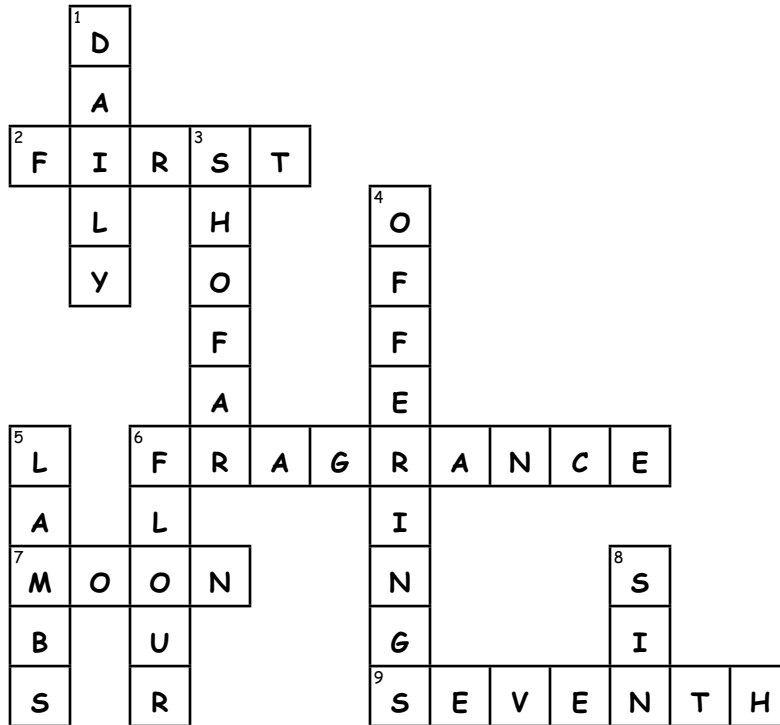 1
D
A
2 F I R 3 S T
L H 4 O
Y O F
F F
A E
5 L 6 F R A G R A N C E
A L I
7 M O O N N 8 S
B U G I
S R 9 S E V E N T H